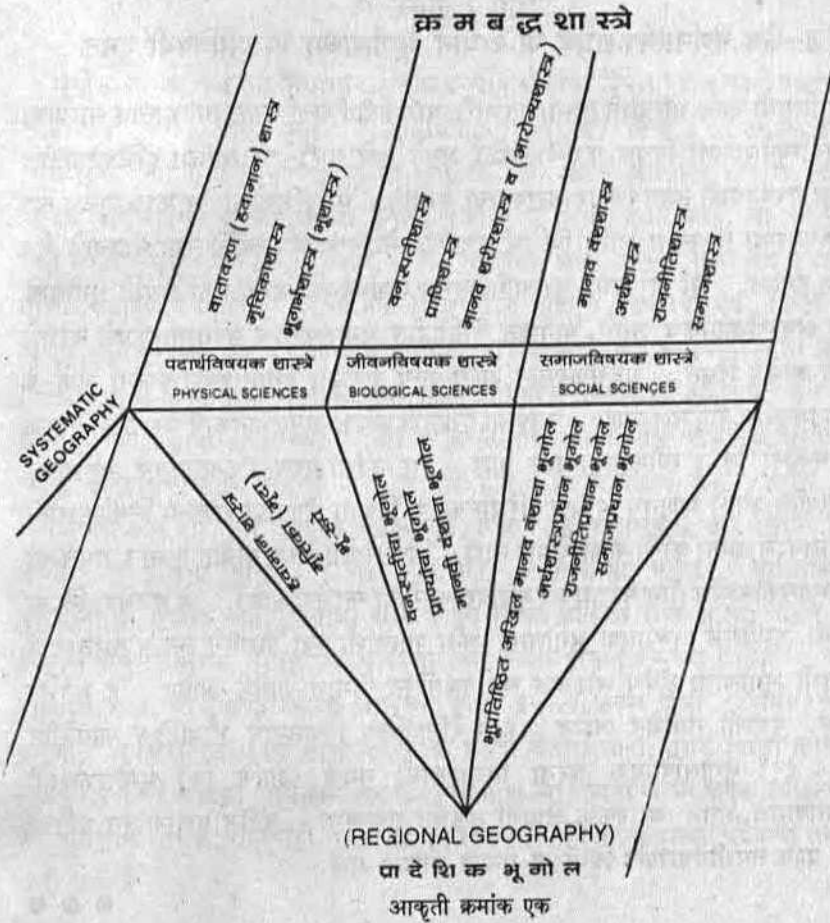 क्र म ब द्ध शा स्त्रे
वातावरण (हवामान) शास्त्र
मृत्तिकाशास्त्र
भूगर्भशास्त्र (भूशास्त्र)
वनस्पतीशास्त्र
प्राणिशास्त्र
मानव शरीरशास्त्र व (आरोग्यशास्त्र)
मानव वंशशास्त्र
अर्थशास्त्र
राजनीतिशास्त्र
समाजशास्त्र
पदार्थविषयक शास्त्रे
PHYSICAL SCIENCES
जीवनविषयक शास्त्रे
BIOLOGICAL SCIENCES
समाजविषयक शास्त्रे
SOCIAL SCIENCES
SYSTEMATIC
GEOGRAPHY
हवामान शास्त्र
मृत्तिका (मृदा)
भू-रूपे
वनस्पतीचा भूगोल
प्राण्यांचा भूगोल
मानवी वंशाचा भूगोल
भूप्रतिष्ठित अखिल मानव वंशाचा भूगोल
अर्थशास्त्रप्रधान भूगोल
राजनीतिप्रधान भूगोल
समाजप्रधान भूगोल
(REGIONAL GEOGRAPHY)
प्रा दे शि क भू गो ल
आकृती क्रमांक एक